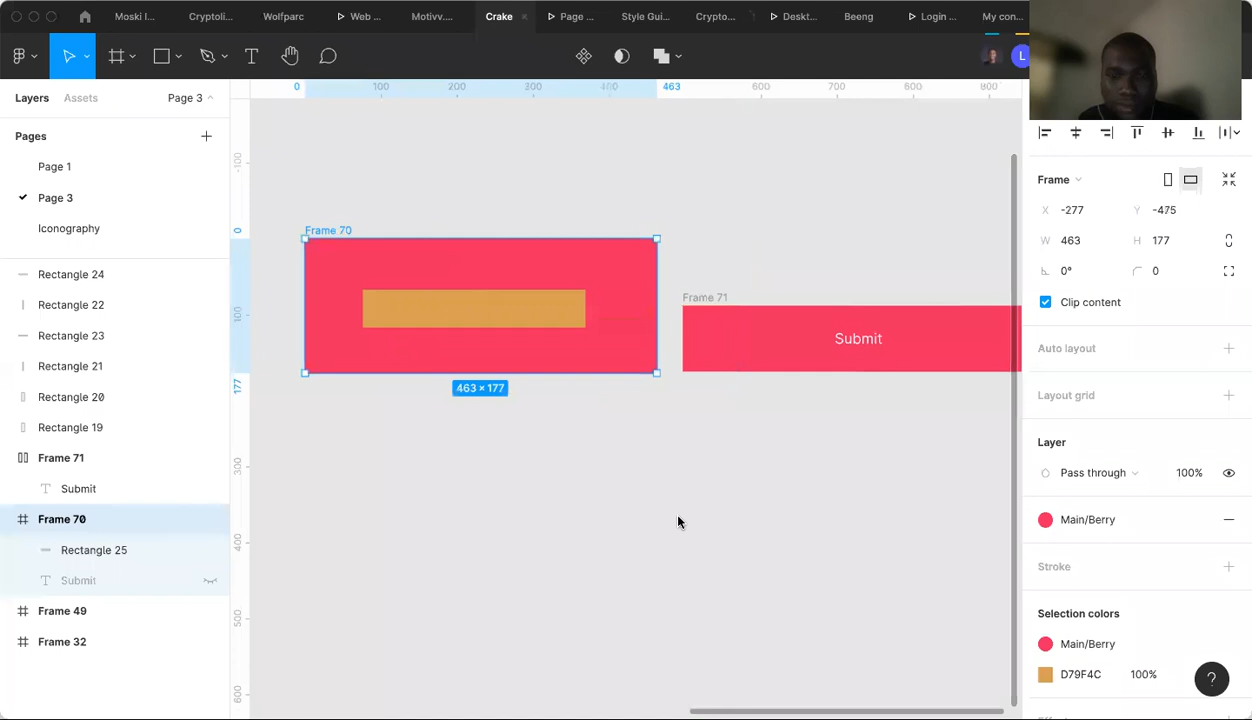 Moski I...
Cryptoli...
Wolfparc
Web ...
Motivv....
Crake
Page ...
Style Gui...
Crypto...
Deskt...
Beeng
Login ...
My con...
L
Layers
Assets
Page 3
Pages
Page 1
Page 3
Iconography
Rectangle 24
Rectangle 22
Rectangle 23
Rectangle 21
Rectangle 20
Rectangle 19
Frame 71
Submit
Frame 70
Rectangle 25
Submit
Frame 49
Frame 32
0
100
200
300
400
463
600
700
800
900
-100
0
100
177
300
400
500
600
Frame 70
463 × 177
Frame 71
Submit
Frame
X -277
Y -475
W 463
H 177
0°
0
Clip content
Auto layout
Layout grid
Layer
Pass through
100%
Main/Berry
Stroke
Selection colors
Main/Berry
D79F4C 100%
?